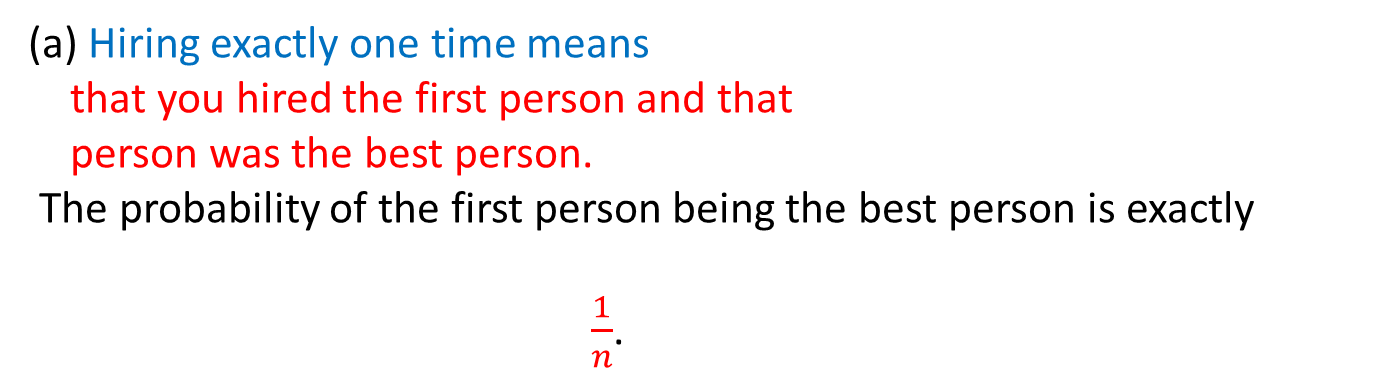 (a) Hiring exactly one time means
that you hired the first person and that
person was the best person.
The probability of the first person being the best person is exactly
1/n.